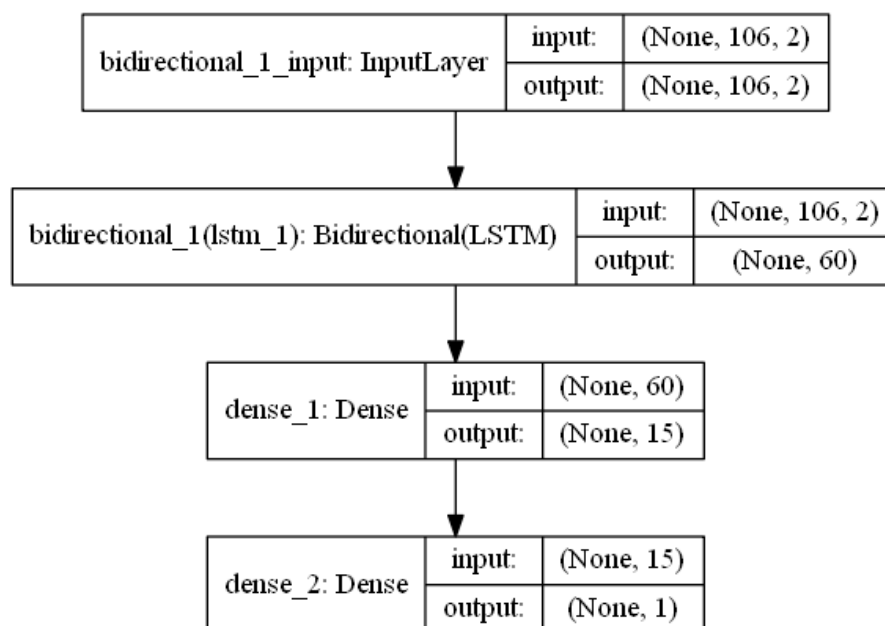 bidirectional_1_input: InputLayer
input: (None, 106, 2)
output: (None, 106, 2)
bidirectional_1(lstm_1): Bidirectional(LSTM)
input: (None, 106, 2)
output: (None, 60)
dense_1: Dense
input: (None, 60)
output: (None, 15)
dense_2: Dense
input: (None, 15)
output: (None, 1)